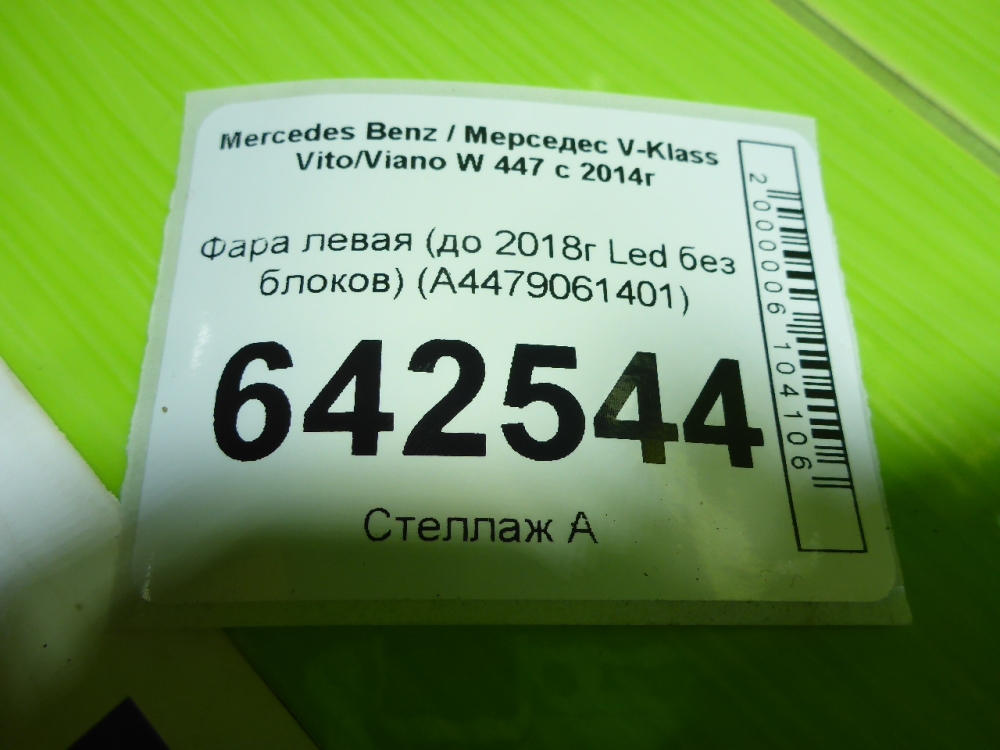 Mercedes Benz / Мерседес V-Klass
Vito/Viano W 447 с 2014г
Фара левая (до 2018г Led без
блоков) (A4479061401)
642544
Стеллаж А
2000006104106